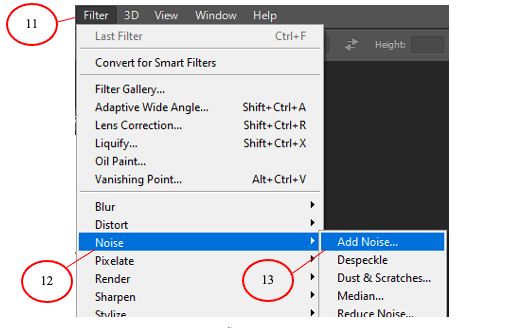 11
Filter 3D View Window Help
Last Filter Ctrl+F
Height:
Convert for Smart Filters
Filter Gallery...
Adaptive Wide Angle... Shift+Ctrl+A
Lens Correction... Shift+Ctrl+R
Liquify... Shift+Ctrl+X
Oil Paint...
Vanishing Point... Alt+Ctrl+V
Blur
Distort
Noise Add Noise...
Pixelate Despeckle
12 Render 13 Dust & Scratches...
Sharpen Median...
Stylize Reduce Noise...